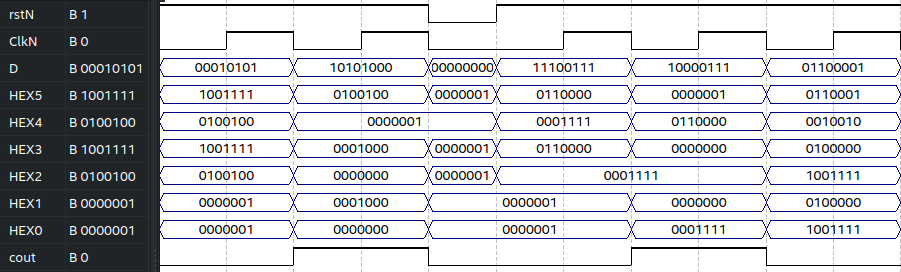 rstN B 1
ClkN B 0
D B 00010101 00010101 10101000 00000000 11100111 10000111 01100001
HEX5 B 1001111 1001111 0100100 0000001 0110000 0000001 0110001
HEX4 B 0100100 0100100 0000001 0001111 0110000 0010010
HEX3 B 1001111 1001111 0001000 0000001 0110000 0000000 0100000
HEX2 B 0100100 0100100 0000000 0000001 0001111 1001111
HEX1 B 0000001 0000001 0001000 0000001 0000000 0100000
HEX0 B 0000001 0000001 0000000 0000001 0001111 1001111
cout B 0